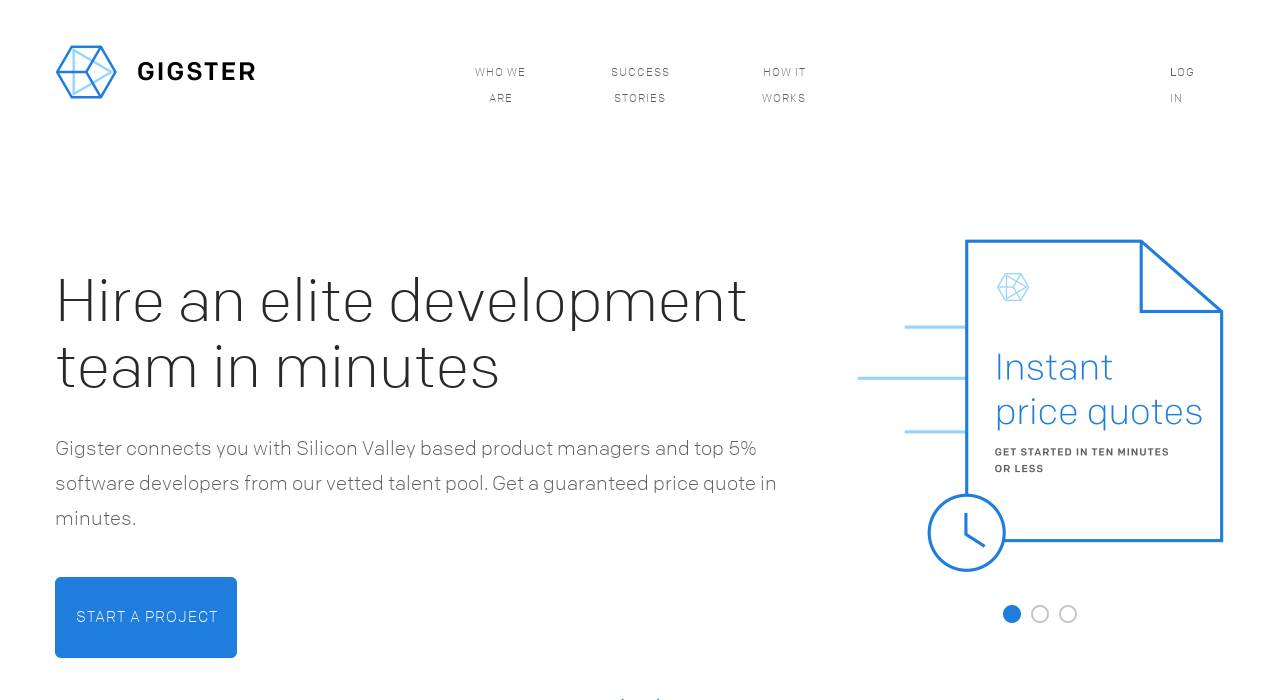 GIGSTER
WHO WE
ARE
SUCCESS
STORIES
HOW IT
WORKS
LOG
IN
Hire an elite development
team in minutes
Gigster connects you with Silicon Valley based product managers and top 5%
software developers from our vetted talent pool. Get a guaranteed price quote in
minutes.
START A PROJECT
Instant
price quotes
GET STARTED IN TEN MINUTES
OR LESS